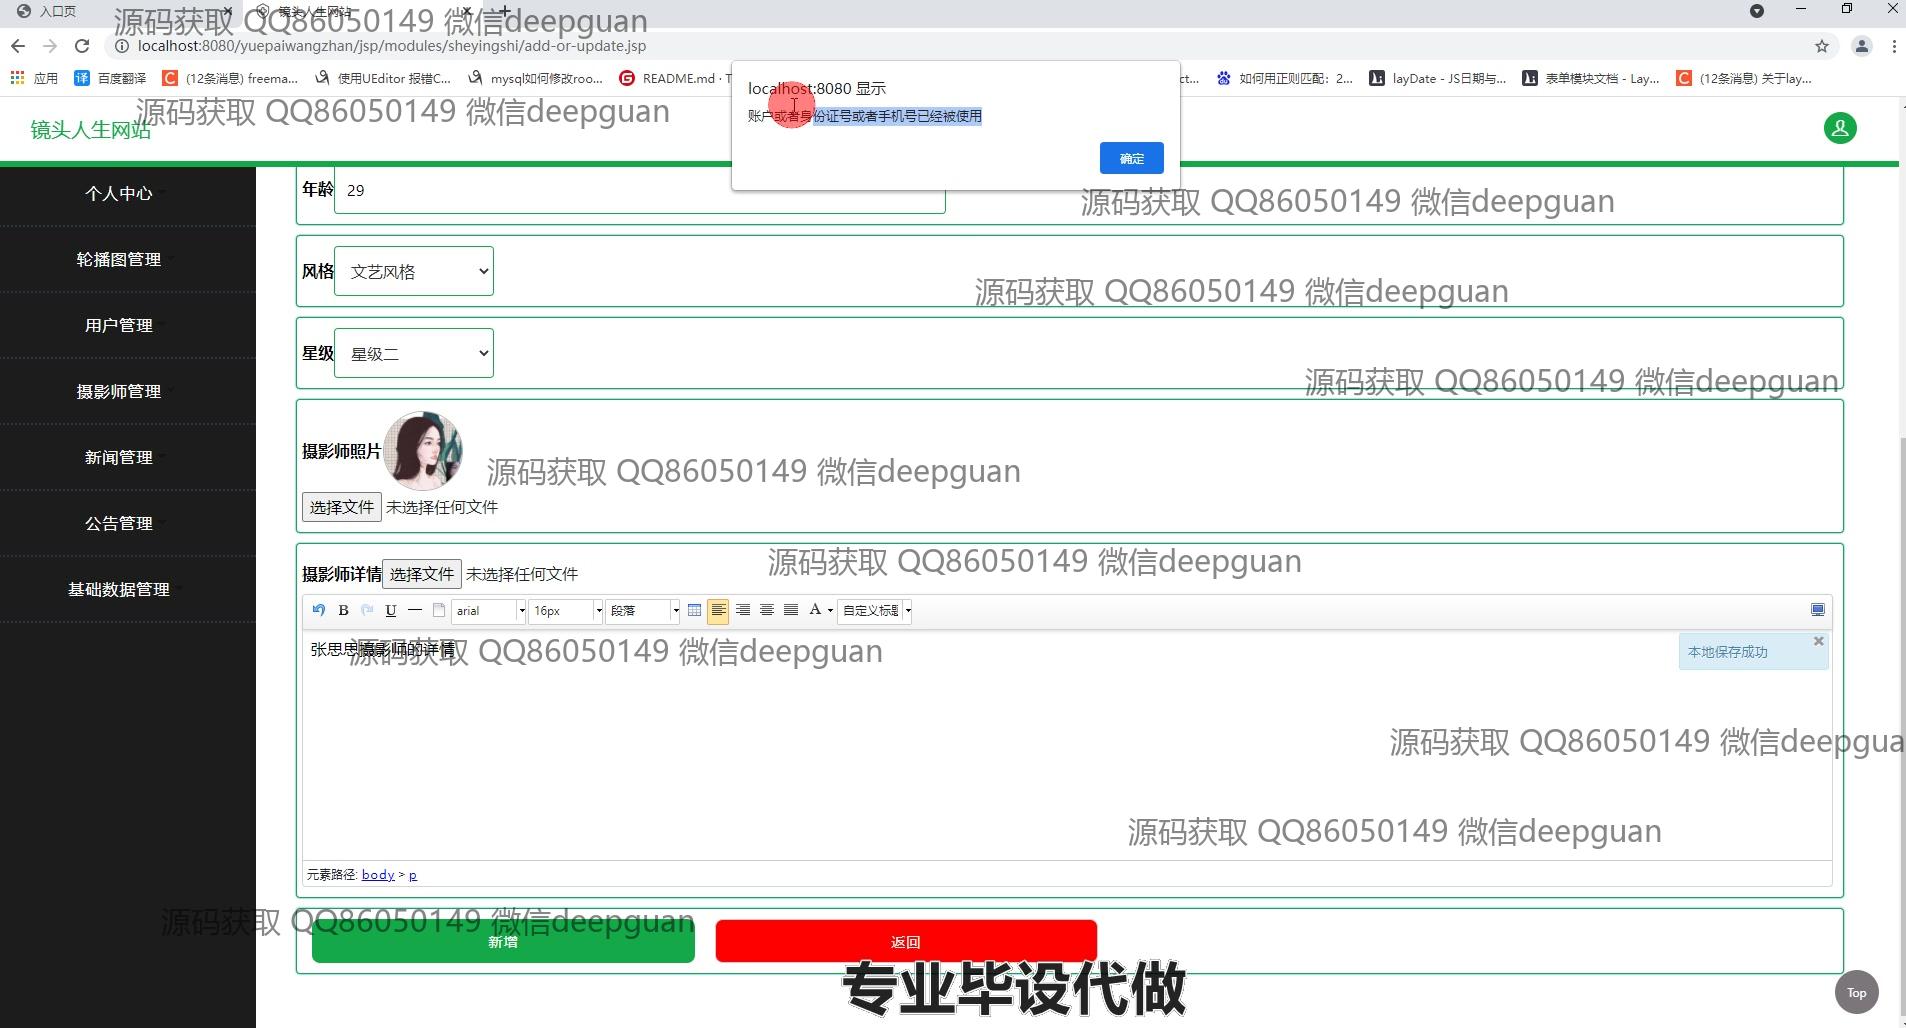 入口页
镜头人生网站
源码获取 QQ86050149 微信deepguan
localhost:8080/yuepaiwangzhan/jsp/modules/sheyingshi/add-or-update.jsp
应用
译 百度翻译
C (12条消息) freema...
使用UEditor 报错C...
mysql如何修改roo...
README.md · T
ct...
如何用正则匹配：2...
layDate - JS日期与...
表单模块文档 - Lay...
C (12条消息) 关于lay...
localhost:8080 显示
账户或者身份证号或者手机号已经被使用
确定
源码获取 QQ86050149 微信deepguan
镜头人生网站
个人中心
轮播图管理
用户管理
摄影师管理
新闻管理
公告管理
基础数据管理
年龄 29
源码获取 QQ86050149 微信deepguan
风格 文艺风格
源码获取 QQ86050149 微信deepguan
星级 星级二
源码获取 QQ86050149 微信deepguan
摄影师照片
源码获取 QQ86050149 微信deepguan
选择文件 未选择任何文件
源码获取 QQ86050149 微信deepguan
摄影师详情 选择文件 未选择任何文件
B U arial 16px 段落 A 自定义标题
张思思摄影师的详情
源码获取 QQ86050149 微信deepguan
本地保存成功
源码获取 QQ86050149 微信deepgua
源码获取 QQ86050149 微信deepguan
元素路径: body > p
源码获取 QQ86050149 微信deepguan
新增
返回
专业毕设代做
Top